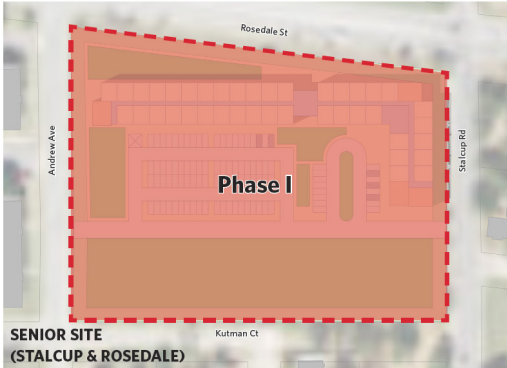 Rosedale St
Andrew Ave
Stalcup Rd
Phase I
Kutman Ct
SENIOR SITE
(STALCUP & ROSEDALE)